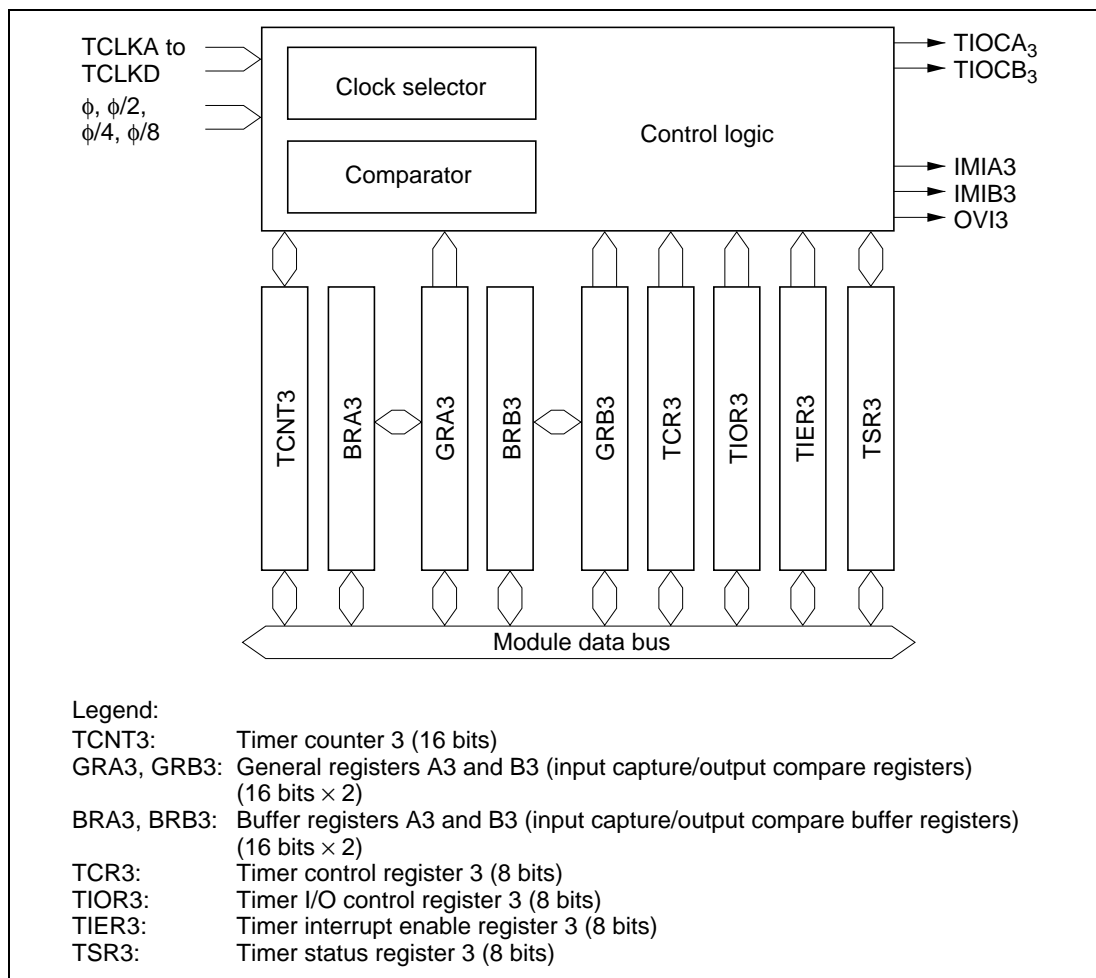 TCLKA to
TCLKD
ϕ, ϕ/2,
ϕ/4, ϕ/8
Clock selector
Comparator
Control logic
TIOCA3
TIOCB3
IMIA3
IMIB3
OVI3
TCNT3
BRA3
GRA3
BRB3
GRB3
TCR3
TIOR3
TIER3
TSR3
Module data bus
Legend:
TCNT3: Timer counter 3 (16 bits)
GRA3, GRB3: General registers A3 and B3 (input capture/output compare registers)
(16 bits × 2)
BRA3, BRB3: Buffer registers A3 and B3 (input capture/output compare buffer registers)
(16 bits × 2)
TCR3: Timer control register 3 (8 bits)
TIOR3: Timer I/O control register 3 (8 bits)
TIER3: Timer interrupt enable register 3 (8 bits)
TSR3: Timer status register 3 (8 bits)